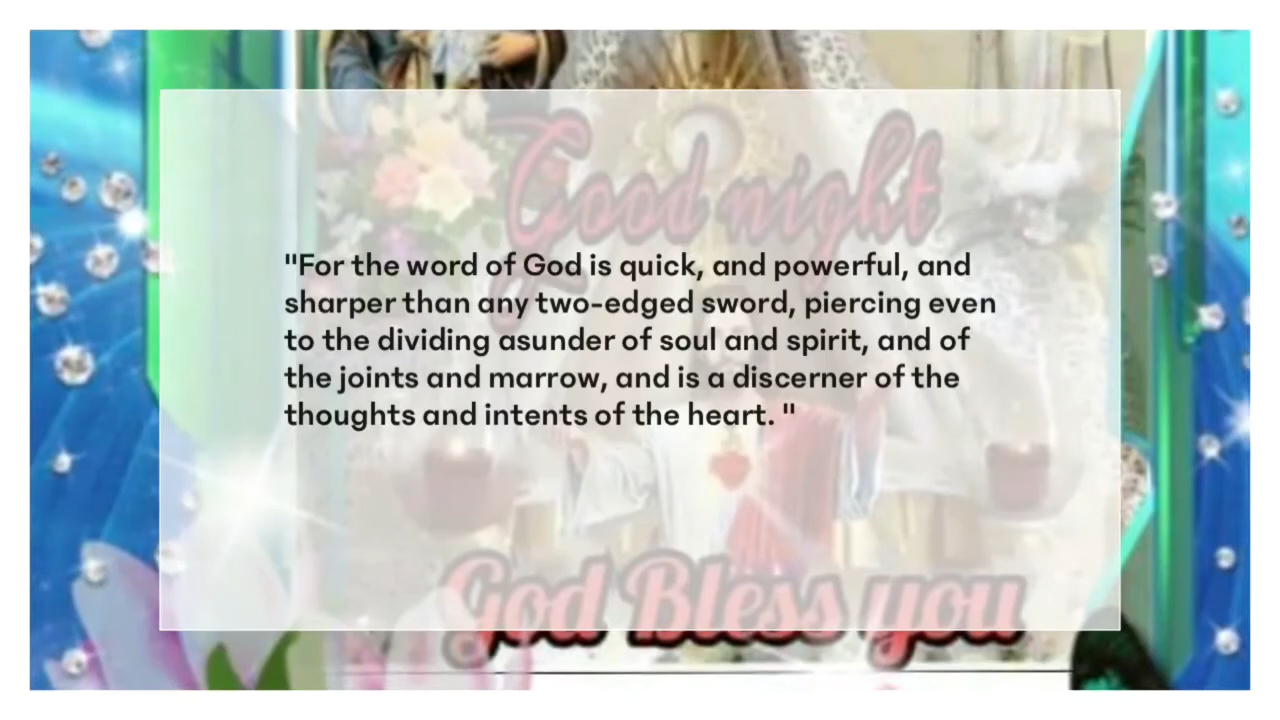 Good night
"For the word of God is quick, and powerful, and
sharper than any two-edged sword, piercing even
to the dividing asunder of soul and spirit, and of
the joints and marrow, and is a discerner of the
thoughts and intents of the heart. "
God Bless you